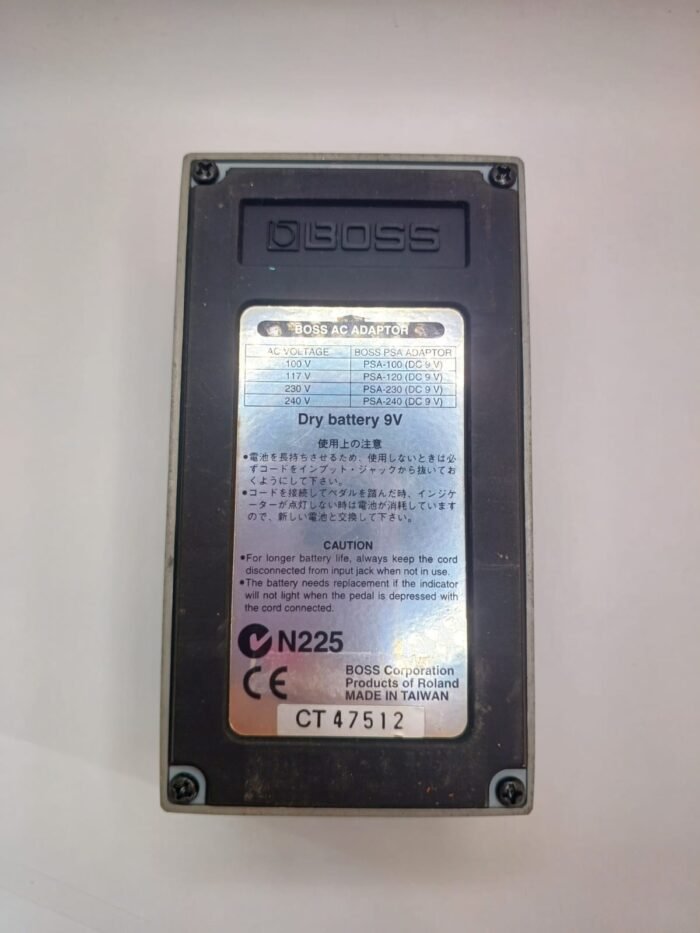 BOSS
BOSS AC ADAPTOR
AC VOLTAGE BOSS PSA ADAPTOR
100 V PSA-100 (DC 9 V)
117 V PSA-120 (DC 9 V)
230 V PSA-230 (DC 9 V)
240 V PSA-240 (DC 9 V)
Dry battery 9V
使用上の注意
●電池を長持ちさせるため、使用しないときは必
ずコードをインプット・ジャックから抜いてお
くようにして下さい。
●コードを接続してペダルを踏んだ時、インジケ
ーターが点灯しない時は電池が消耗しています
ので、新しい電池と交換して下さい。
CAUTION
●For longer battery life, always keep the cord
disconnected from input jack when not in use.
●The battery needs replacement if the indicator
will not light when the pedal is depressed with
the cord connected.
N225
CE
BOSS Corporation
Products of Roland
MADE IN TAIWAN
CT47512